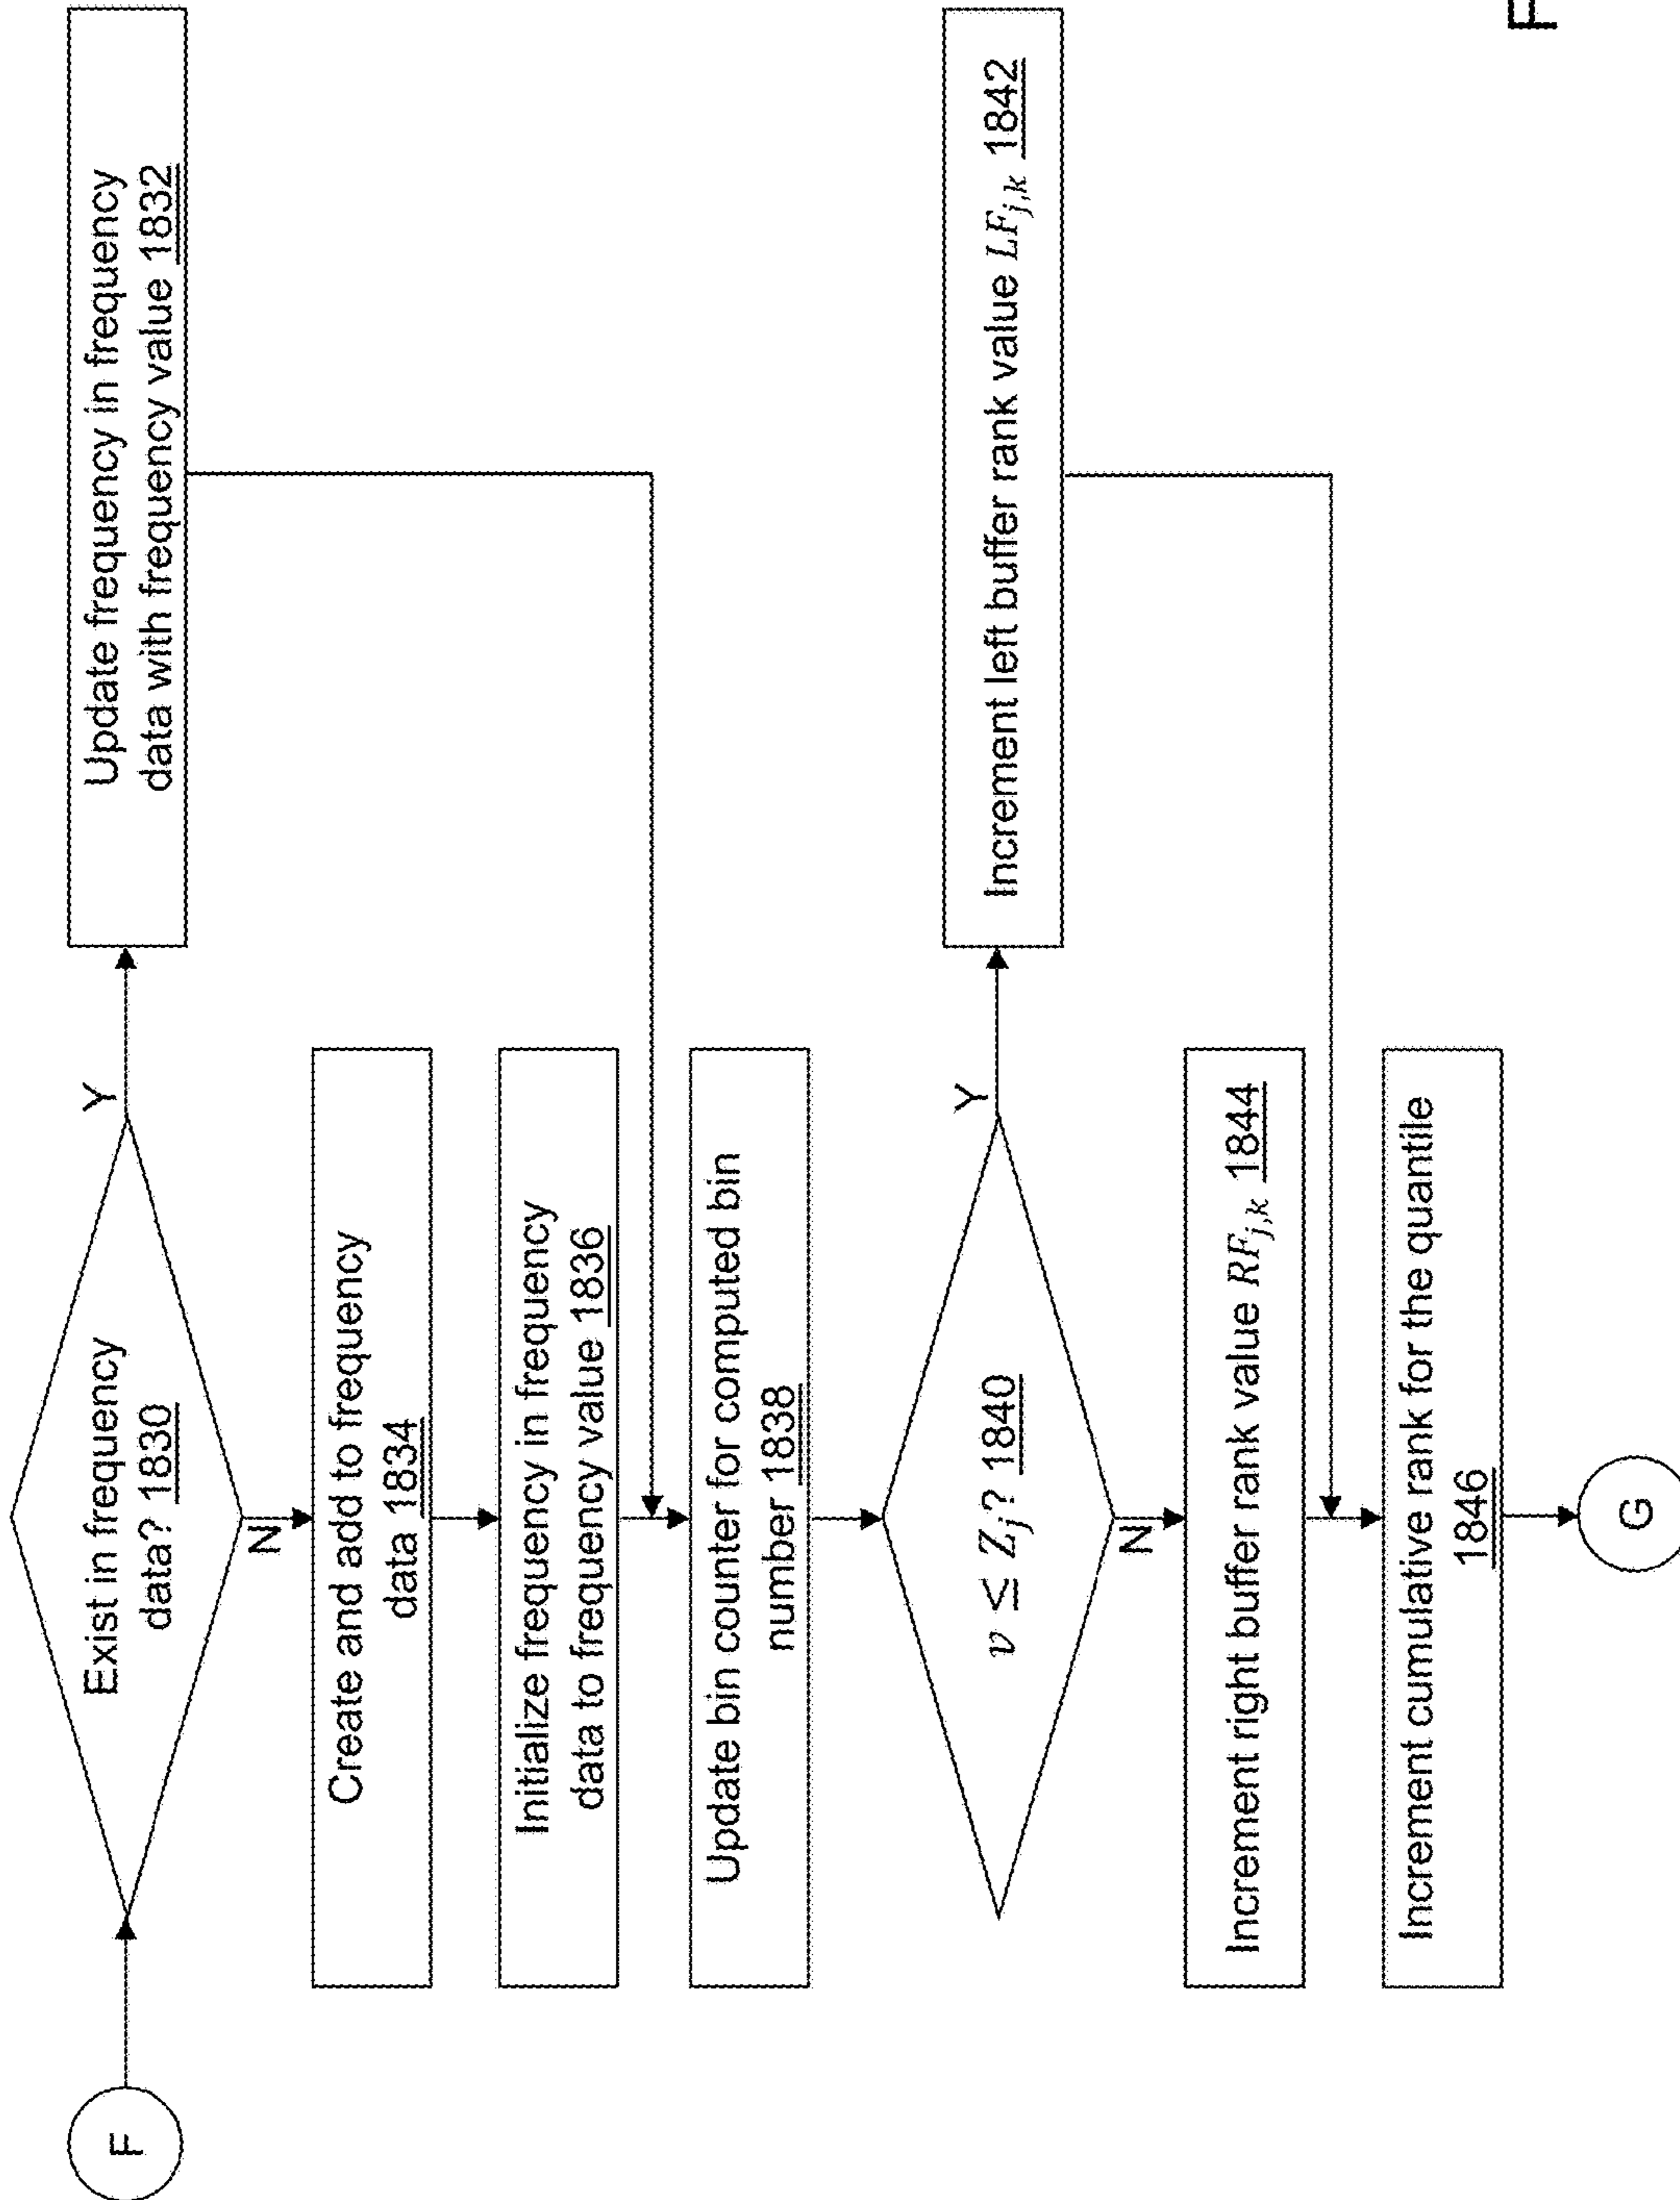 F
Exist in frequency
data? 1830
Y
N
Update frequency in frequency
data with frequency value 1832
Create and add to frequency
data 1834
Initialize frequency in frequency
data to frequency value 1836
Update bin counter for computed bin
number 1838
v ≤ Z_j? 1840
Y
N
Increment left buffer rank value LF_{j,k} 1842
Increment right buffer rank value RF_{j,k} 1844
Increment cumulative rank for the quantile
1846
G